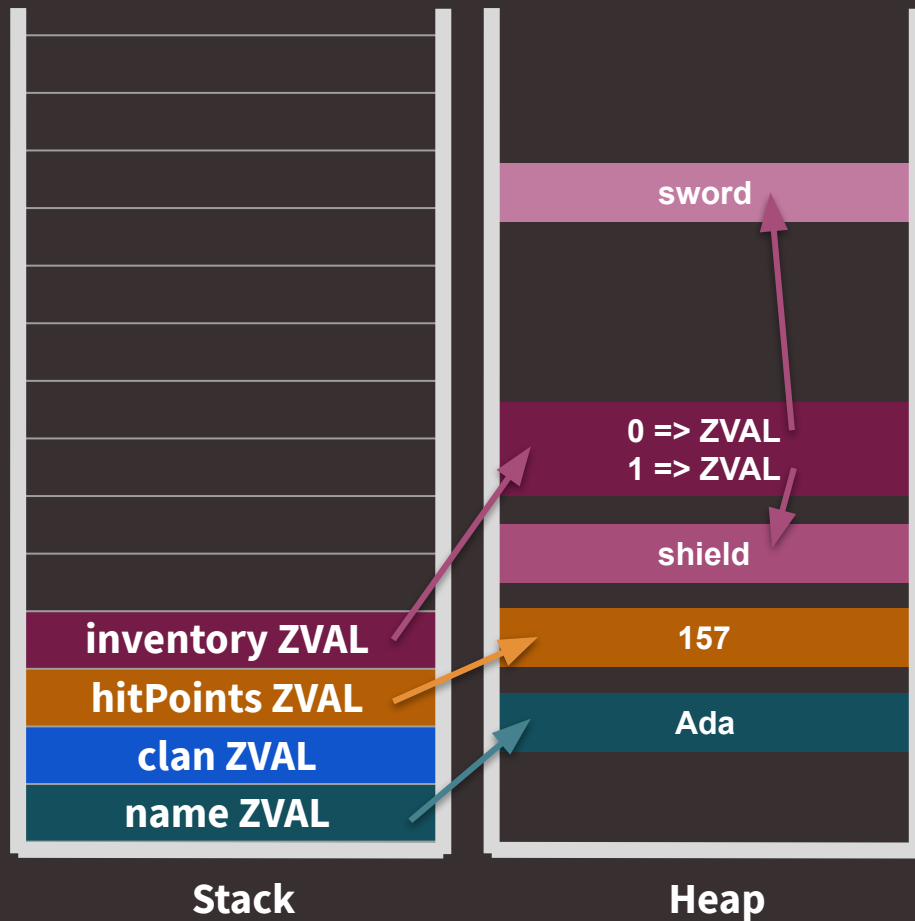 sword
0 => ZVAL
1 => ZVAL
shield
inventory ZVAL
157
hitPoints ZVAL
Ada
clan ZVAL
name ZVAL
Stack
Heap